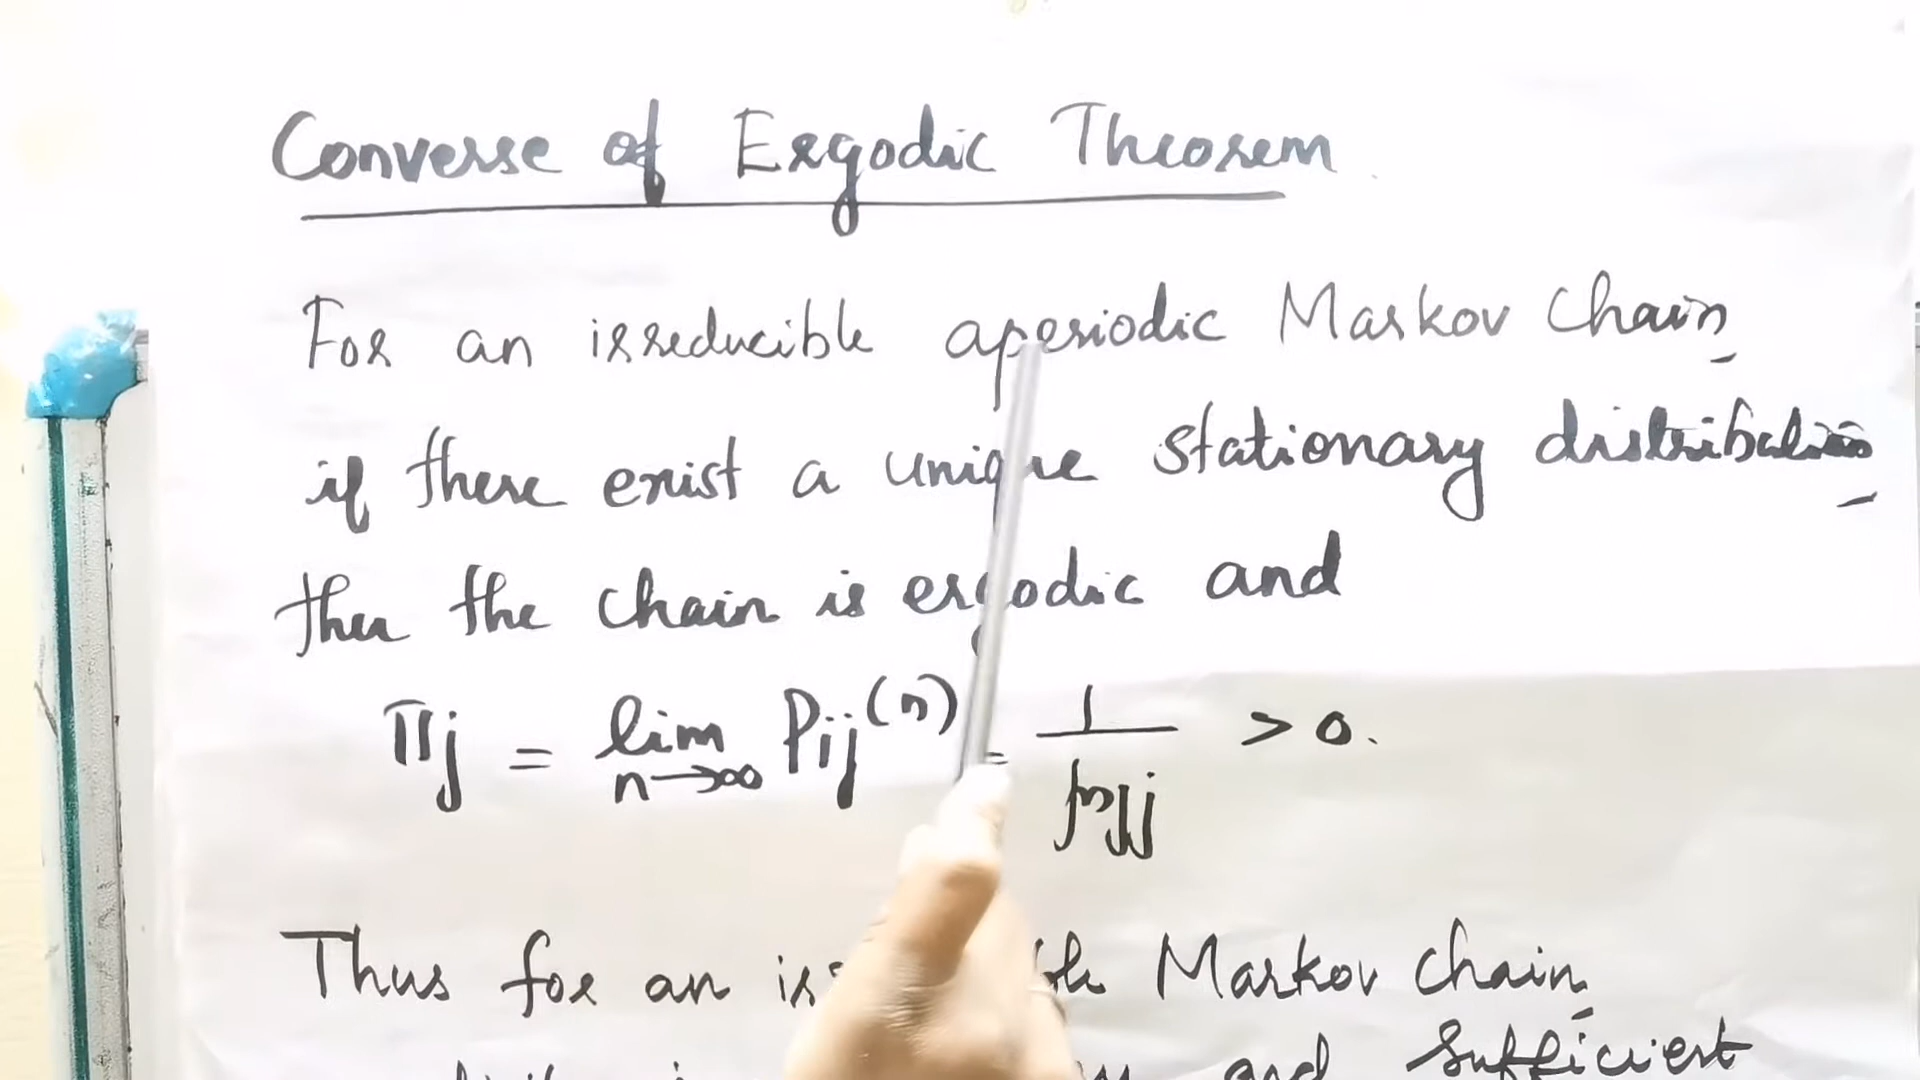 Converse of Ergodic Theorem
For an irreducible aperiodic Markov Chain,
if there exist a unique stationary distribution
then the chain is ergodic and
πj = lim n→∞ Pij^(n) = 1/μjj > 0.
Thus for an Markov chain,
and sufficient